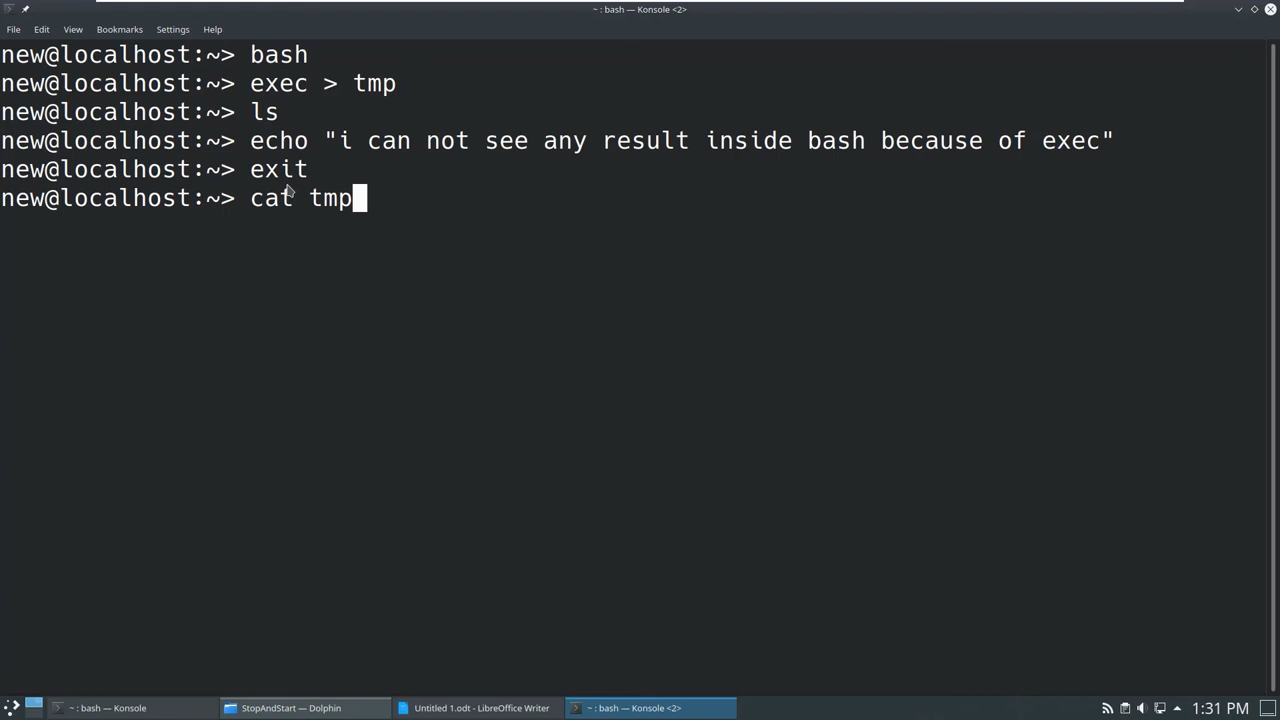 ~ : bash — Konsole <2>
File Edit View Bookmarks Settings Help
new@localhost:~> bash
new@localhost:~> exec > tmp
new@localhost:~> ls
new@localhost:~> echo "i can not see any result inside bash because of exec"
new@localhost:~> exit
new@localhost:~> cat tmp
~ : bash — Konsole StopAndStart — Dolphin Untitled 1.odt - LibreOffice Writer ~ : bash — Konsole <2> 1:31 PM